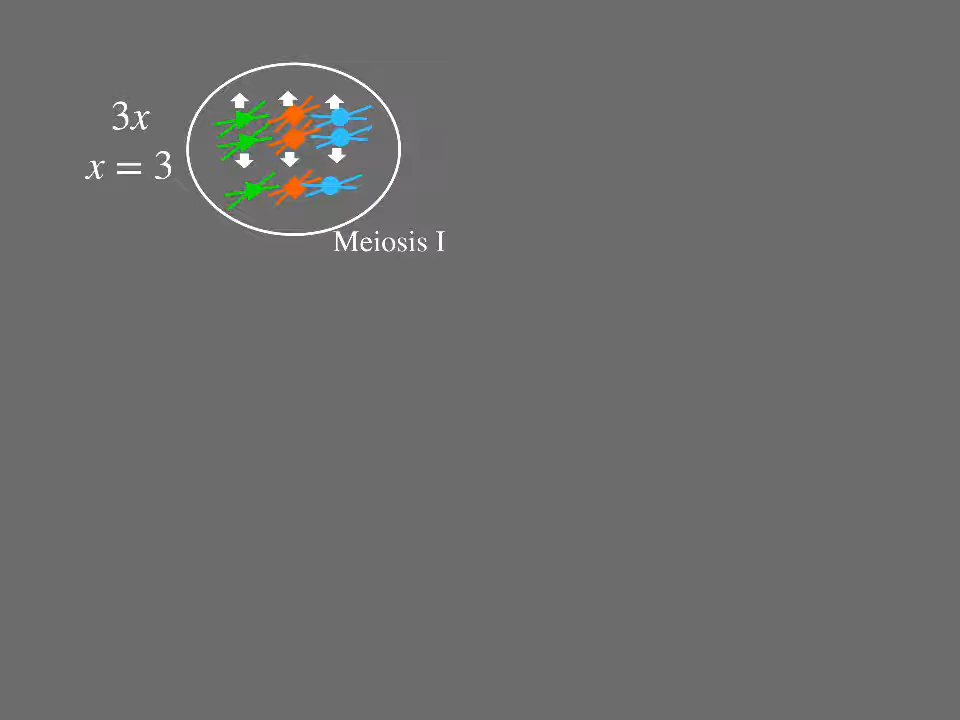 3x
x = 3
Meiosis I